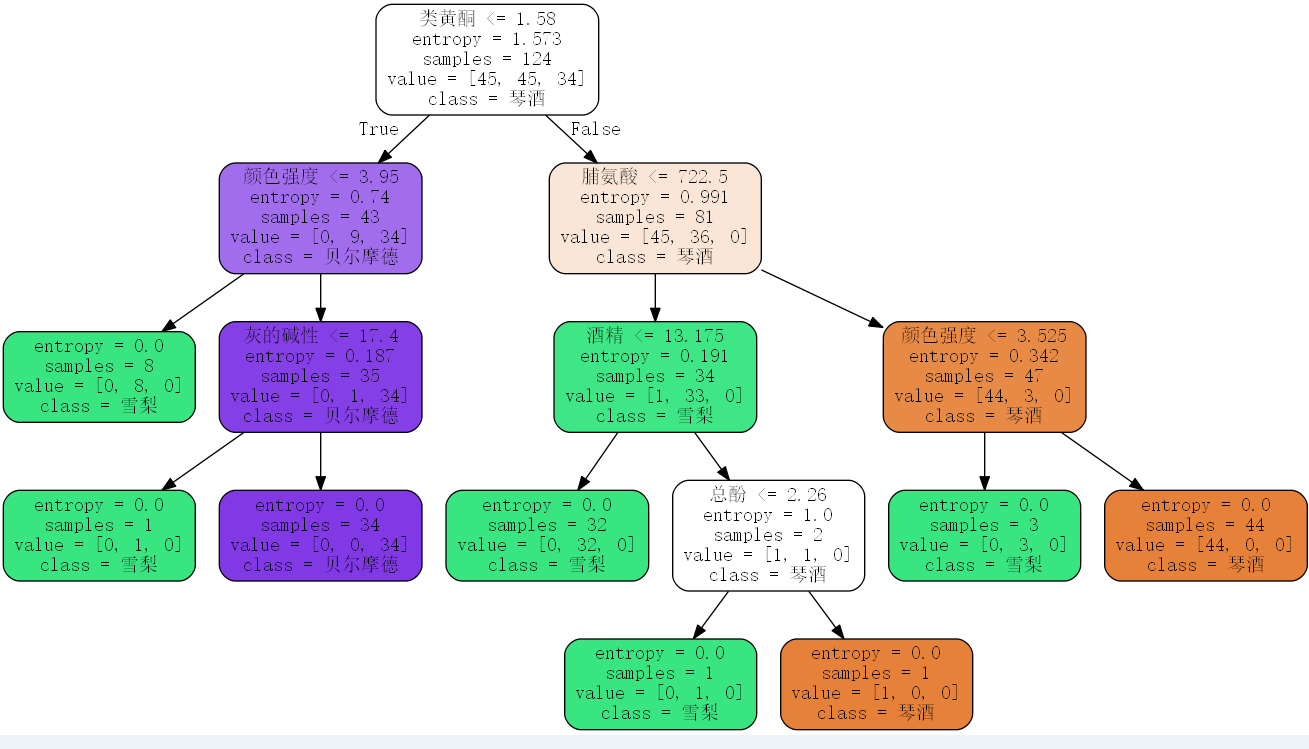 类黄酮 <= 1.58
entropy = 1.573
samples = 124
value = [45, 45, 34]
class = 琴酒
True
False
颜色强度 <= 3.95
entropy = 0.74
samples = 43
value = [0, 9, 34]
class = 贝尔摩德
脯氨酸 <= 722.5
entropy = 0.991
samples = 81
value = [45, 36, 0]
class = 琴酒
entropy = 0.0
samples = 8
value = [0, 8, 0]
class = 雪梨
灰的碱性 <= 17.4
entropy = 0.187
samples = 35
value = [0, 1, 34]
class = 贝尔摩德
酒精 <= 13.175
entropy = 0.191
samples = 34
value = [1, 33, 0]
class = 雪梨
颜色强度 <= 3.525
entropy = 0.342
samples = 47
value = [44, 3, 0]
class = 琴酒
entropy = 0.0
samples = 1
value = [0, 1, 0]
class = 雪梨
entropy = 0.0
samples = 34
value = [0, 0, 34]
class = 贝尔摩德
entropy = 0.0
samples = 32
value = [0, 32, 0]
class = 雪梨
总酚 <= 2.26
entropy = 1.0
samples = 2
value = [1, 1, 0]
class = 琴酒
entropy = 0.0
samples = 3
value = [0, 3, 0]
class = 雪梨
entropy = 0.0
samples = 44
value = [44, 0, 0]
class = 琴酒
entropy = 0.0
samples = 1
value = [0, 1, 0]
class = 雪梨
entropy = 0.0
samples = 1
value = [1, 0, 0]
class = 琴酒